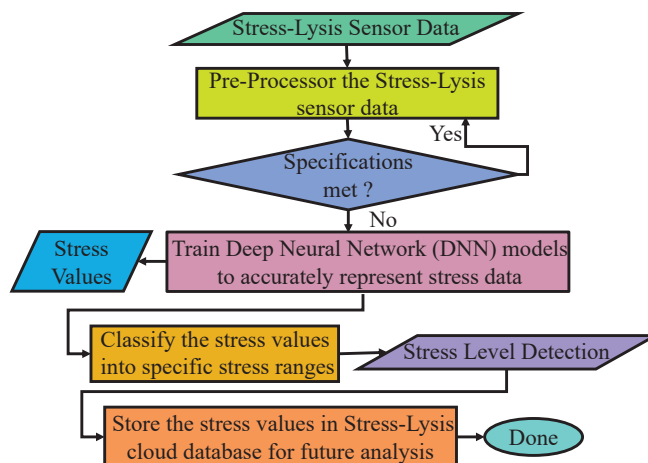 Stress-Lysis Sensor Data
Pre-Processor the Stress-Lysis
sensor data
Yes
Specifications
met ?
No
Train Deep Neural Network (DNN) models
to accurately represent stress data
Stress
Values
Classify the stress values
into specific stress ranges
Stress Level Detection
Store the stress values in Stress-Lysis
cloud database for future analysis
Done